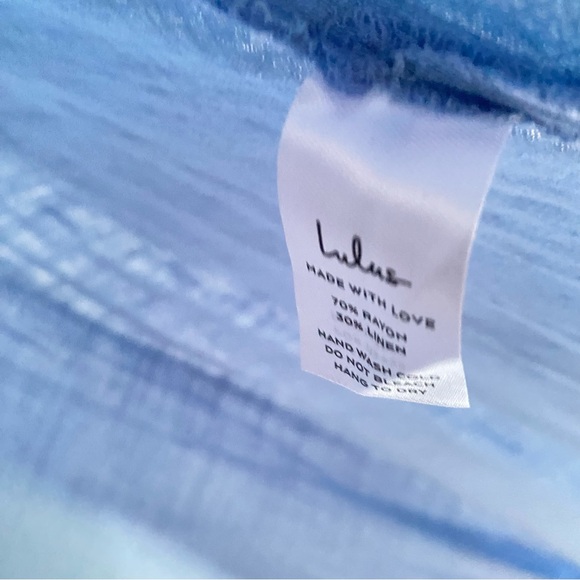 Lulus
MADE WITH LOVE
70% RAYON
30% LINEN
HAND WASH COLD
DO NOT BLEACH
HANG TO DRY